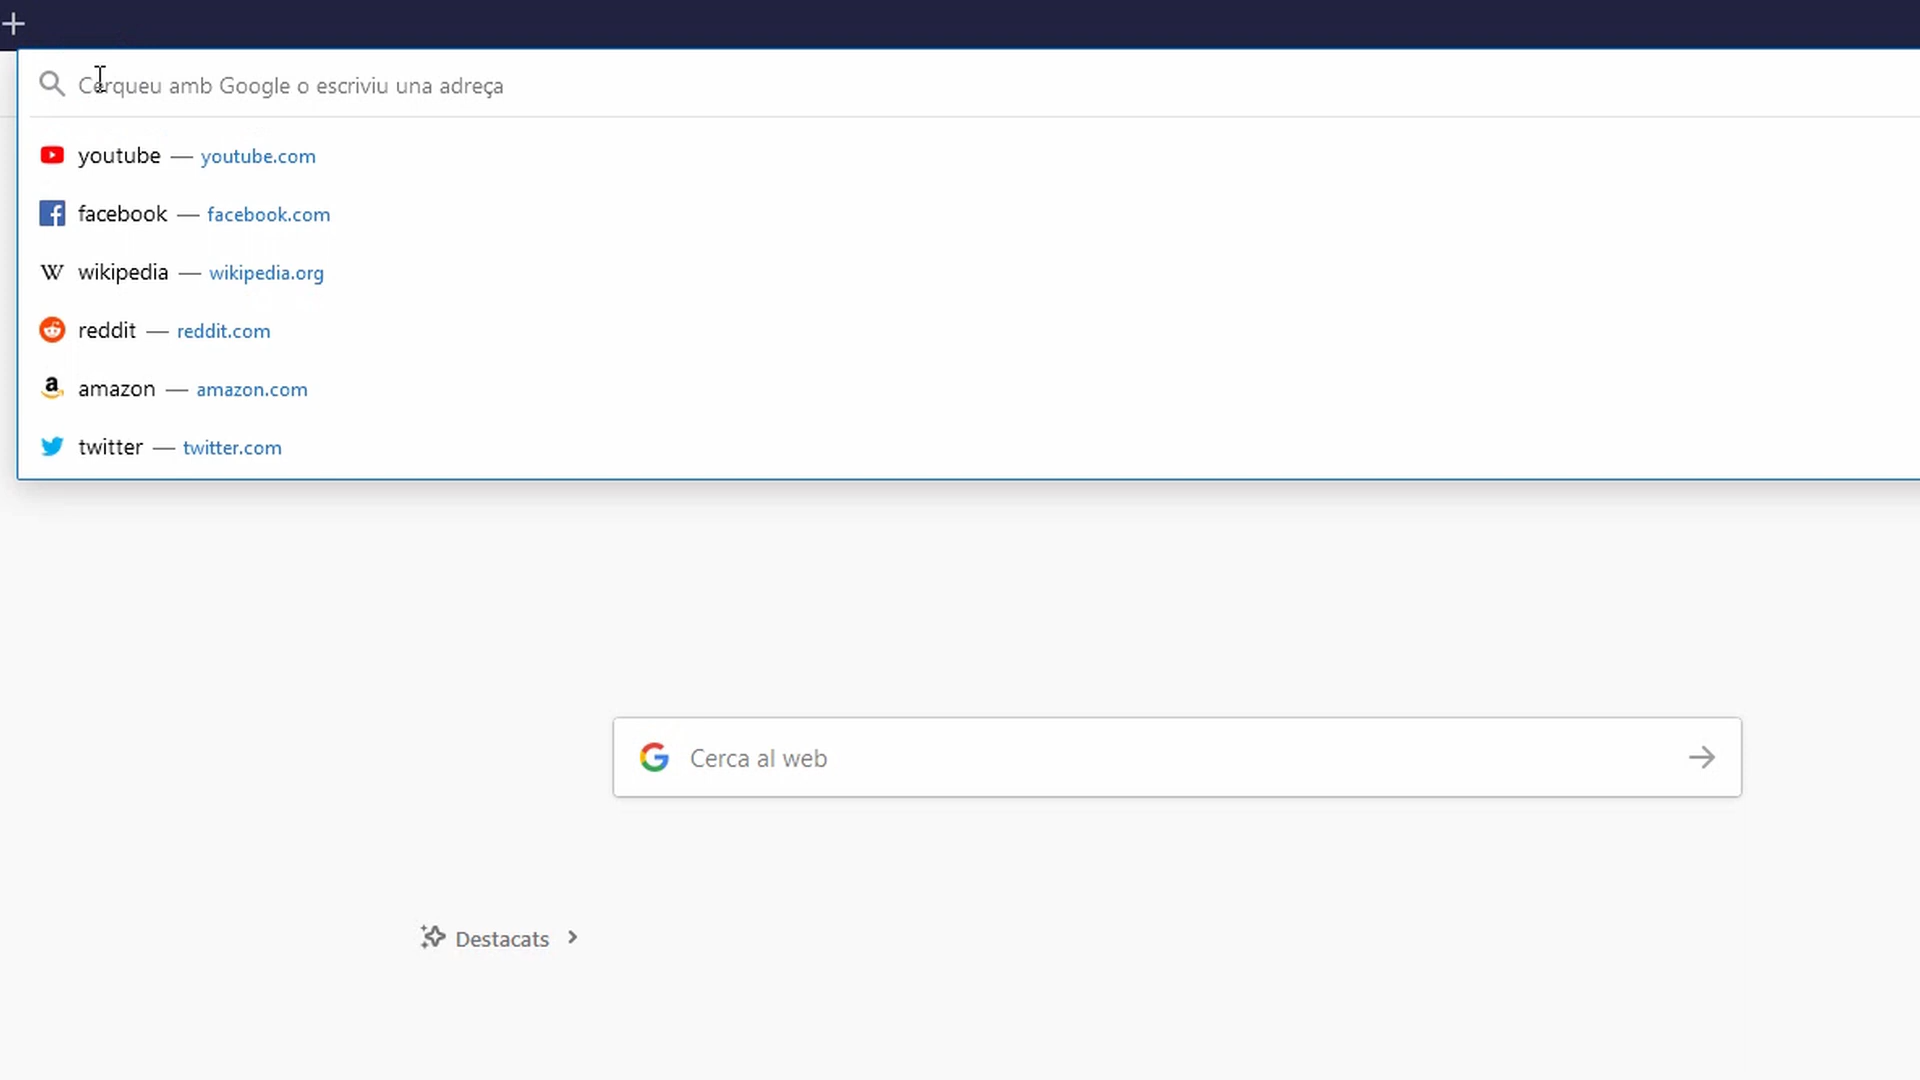 Cerqueu amb Google o escriviu una adreça
youtube — youtube.com
facebook — facebook.com
wikipedia — wikipedia.org
reddit — reddit.com
amazon — amazon.com
twitter — twitter.com
Cerca al web
Destacats